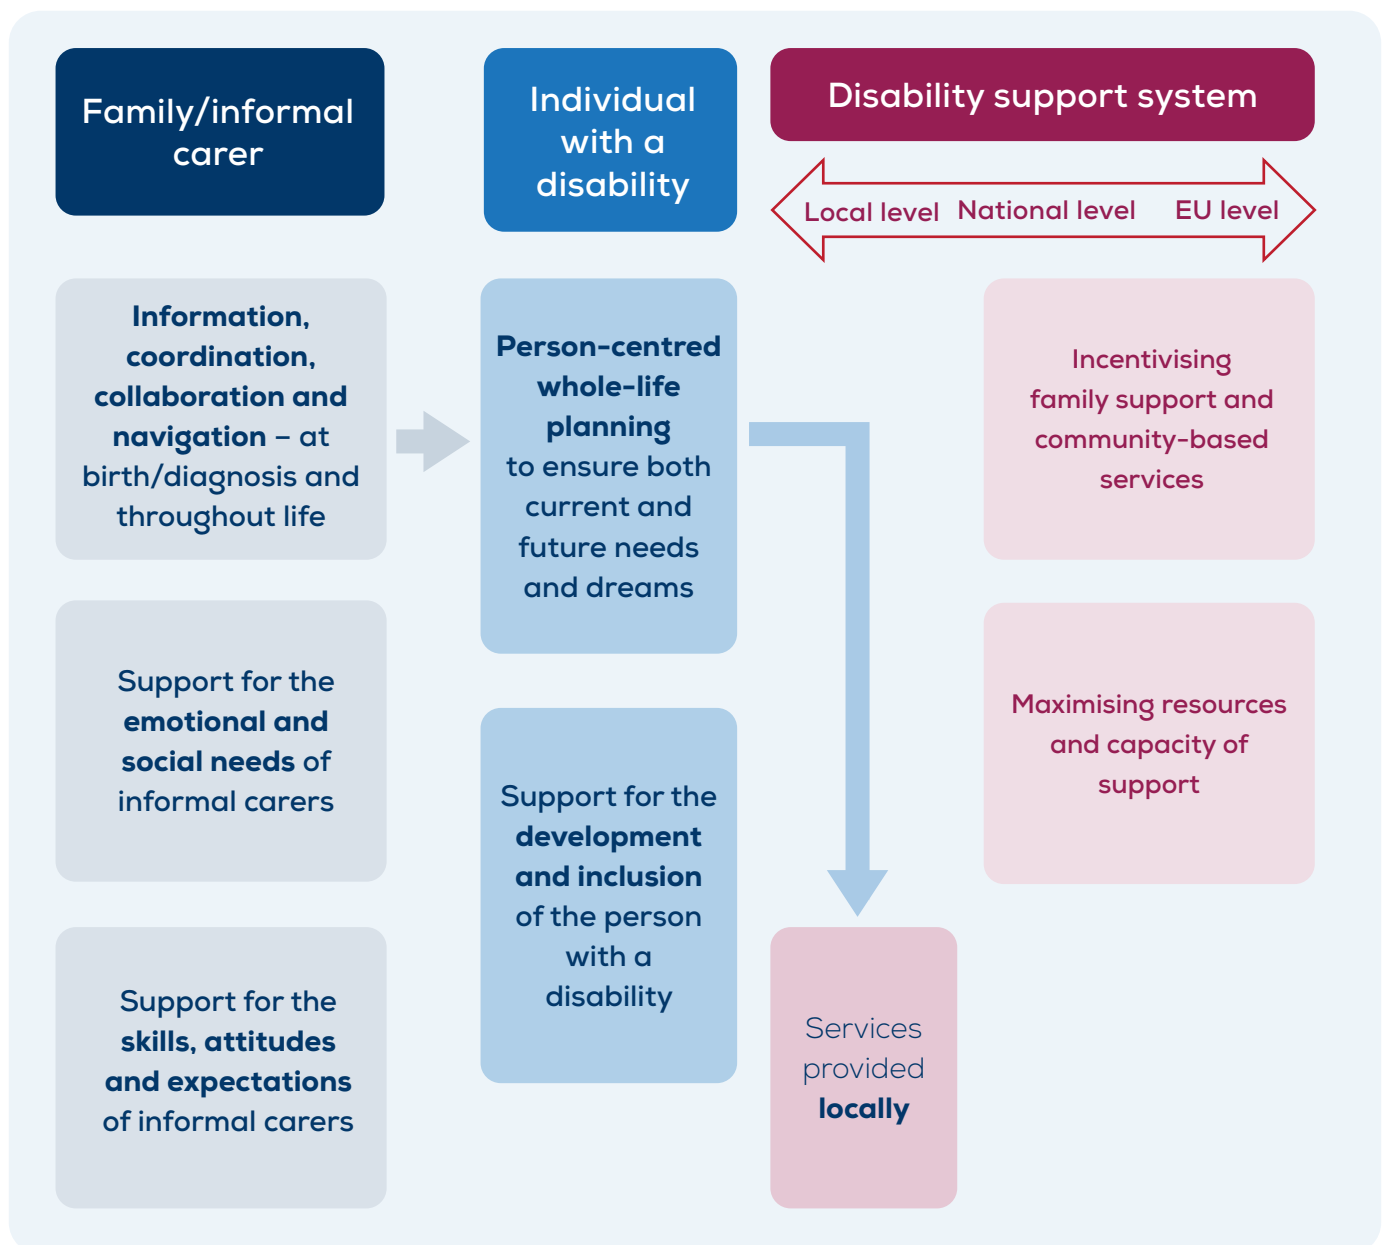 Family/informal
carer
Individual
with a
disability
Disability support system
Local level National level EU level
Information,
coordination,
collaboration and
navigation – at
birth/diagnosis and
throughout life
Support for the
emotional and
social needs of
informal carers
Support for the
skills, attitudes
and expectations
of informal carers
Person-centred
whole-life
planning
to ensure both
current and
future needs
and dreams
Support for the
development
and inclusion
of the person
with a
disability
Services
provided
locally
Incentivising
family support and
community-based
services
Maximising resources
and capacity of
support